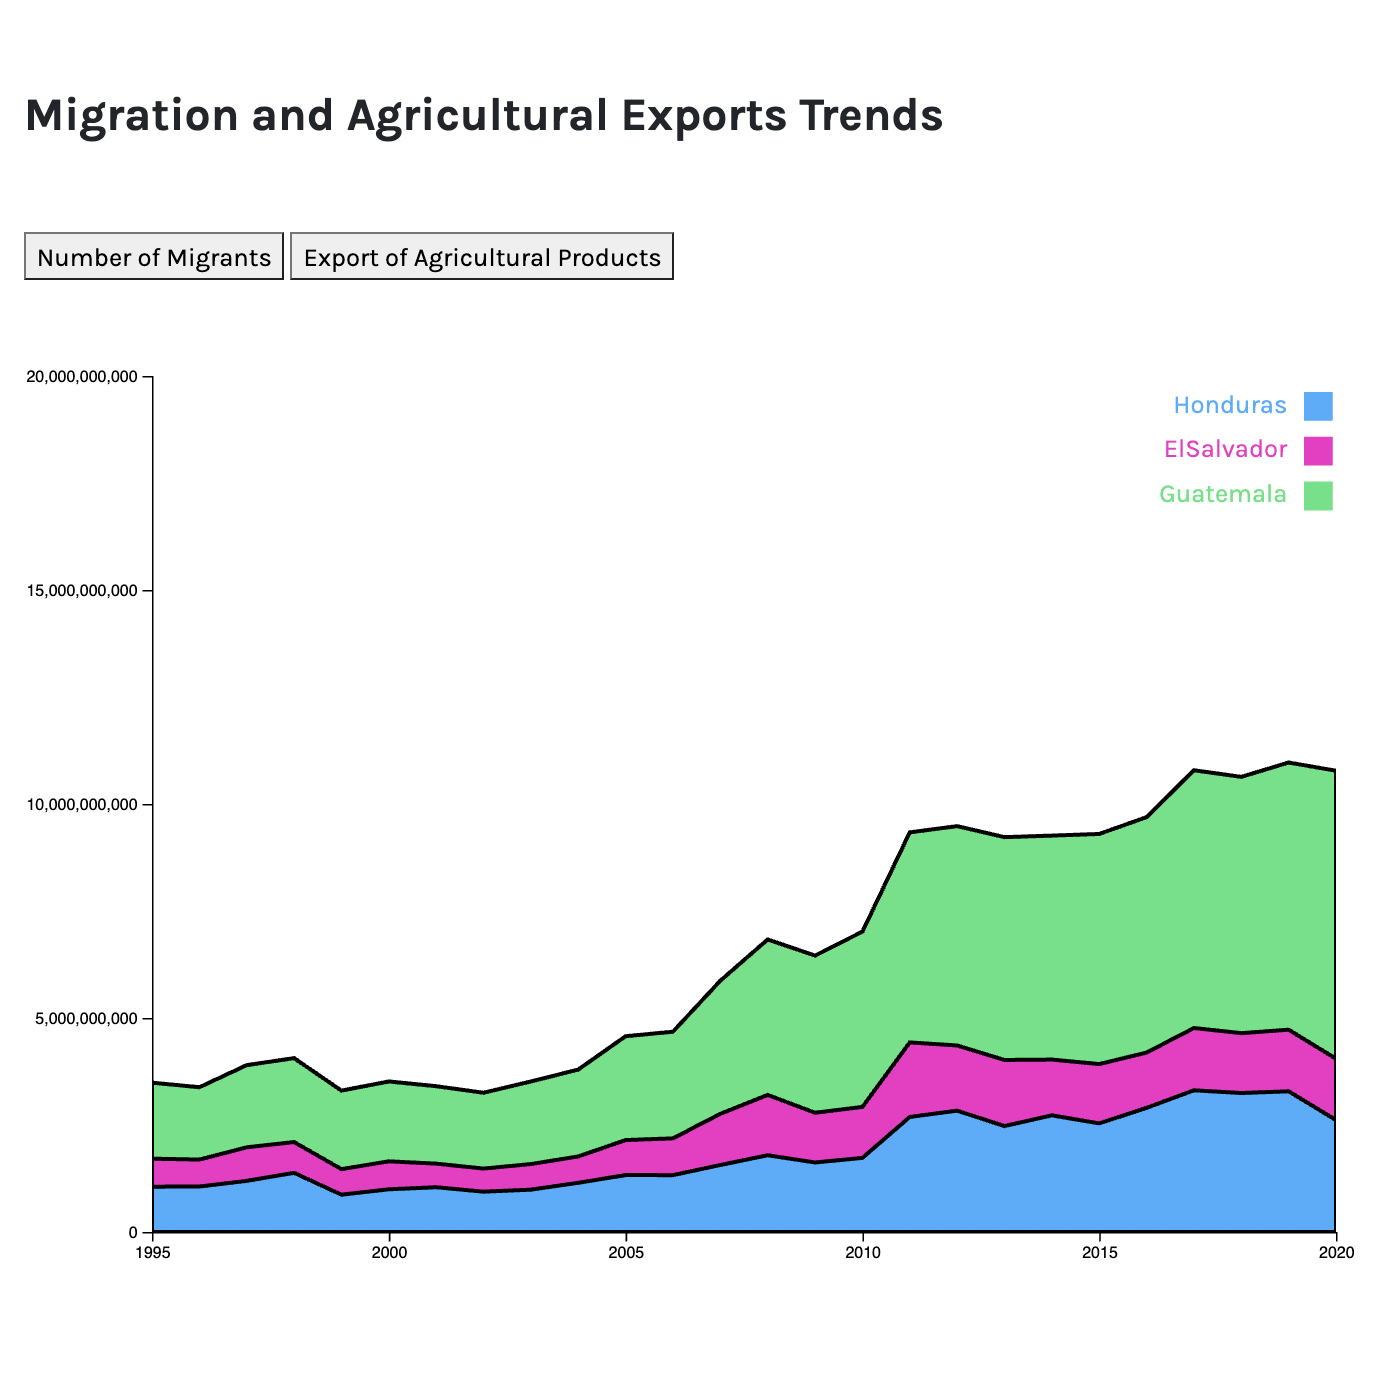 Migration and Agricultural Exports Trends
Number of Migrants Export of Agricultural Products
20,000,000,000
Honduras
ElSalvador
Guatemala
15,000,000,000
10,000,000,000
5,000,000,000
0
1995 2000 2005 2010 2015 2020